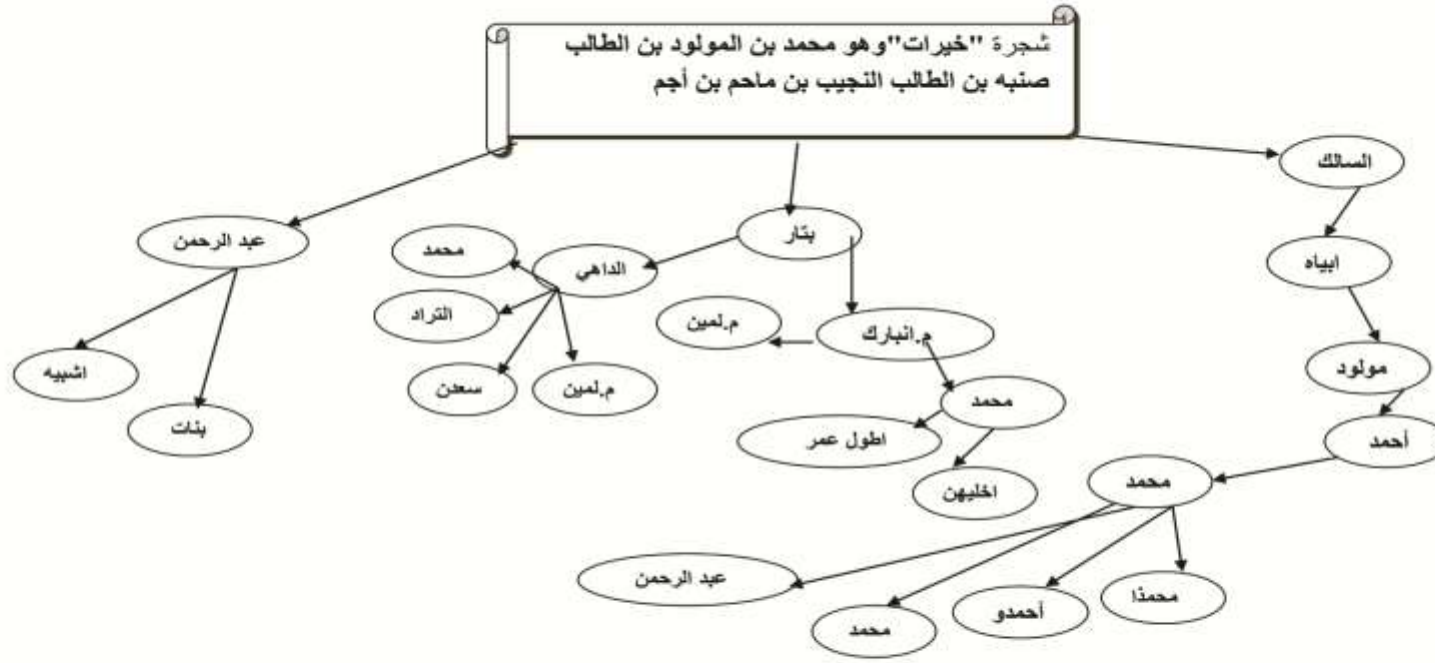 شجرة "خيرات" وهو محمد بن المولود بن الطالب
صنبه بن الطالب النجيب بن ماحم بن أجم
السالك
بتار
عبد الرحمن
محمد
الداهي
ابياه
التراد
م.لمين
م.انبارك
مولود
اشبيه
سعدن
م.لمين
محمد
بنات
اطول عمر
أحمد
محمد
اخليهن
عبد الرحمن
محمذا
أحمدو
محمد